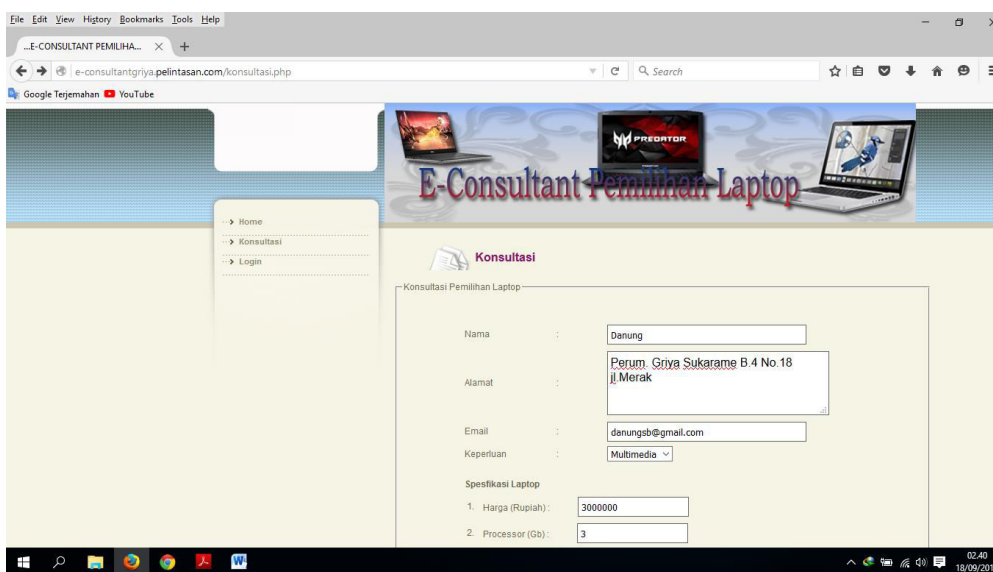 File Edit View History Bookmarks Tools Help
...E-CONSULTANT PEMILIHA...
e-consultantgriya.pelintasan.com/konsultasi.php
Search
Google Terjemahan YouTube
PREDATOR
E-Consultant Pemilihan Laptop
Home
Konsultasi
Login
Konsultasi
Konsultasi Pemilihan Laptop
Nama : Danung
Alamat : Perum. Griya Sukarame B.4 No.18
jl.Merak
Email : danungsb@gmail.com
Keperluan : Multimedia
Spesfikasi Laptop
1. Harga (Rupiah) : 3000000
2. Processor (Gb) : 3
02.40
18/09/201